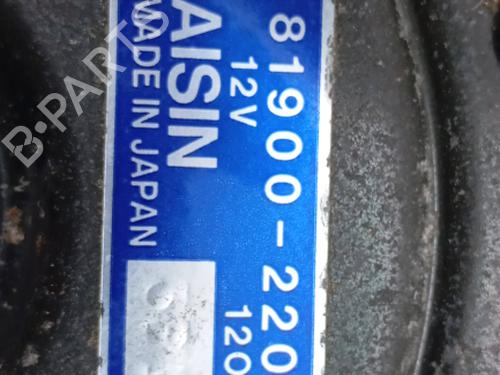 81900-220
12V 120
AISIN
MADE IN JAPAN
B-PARTS